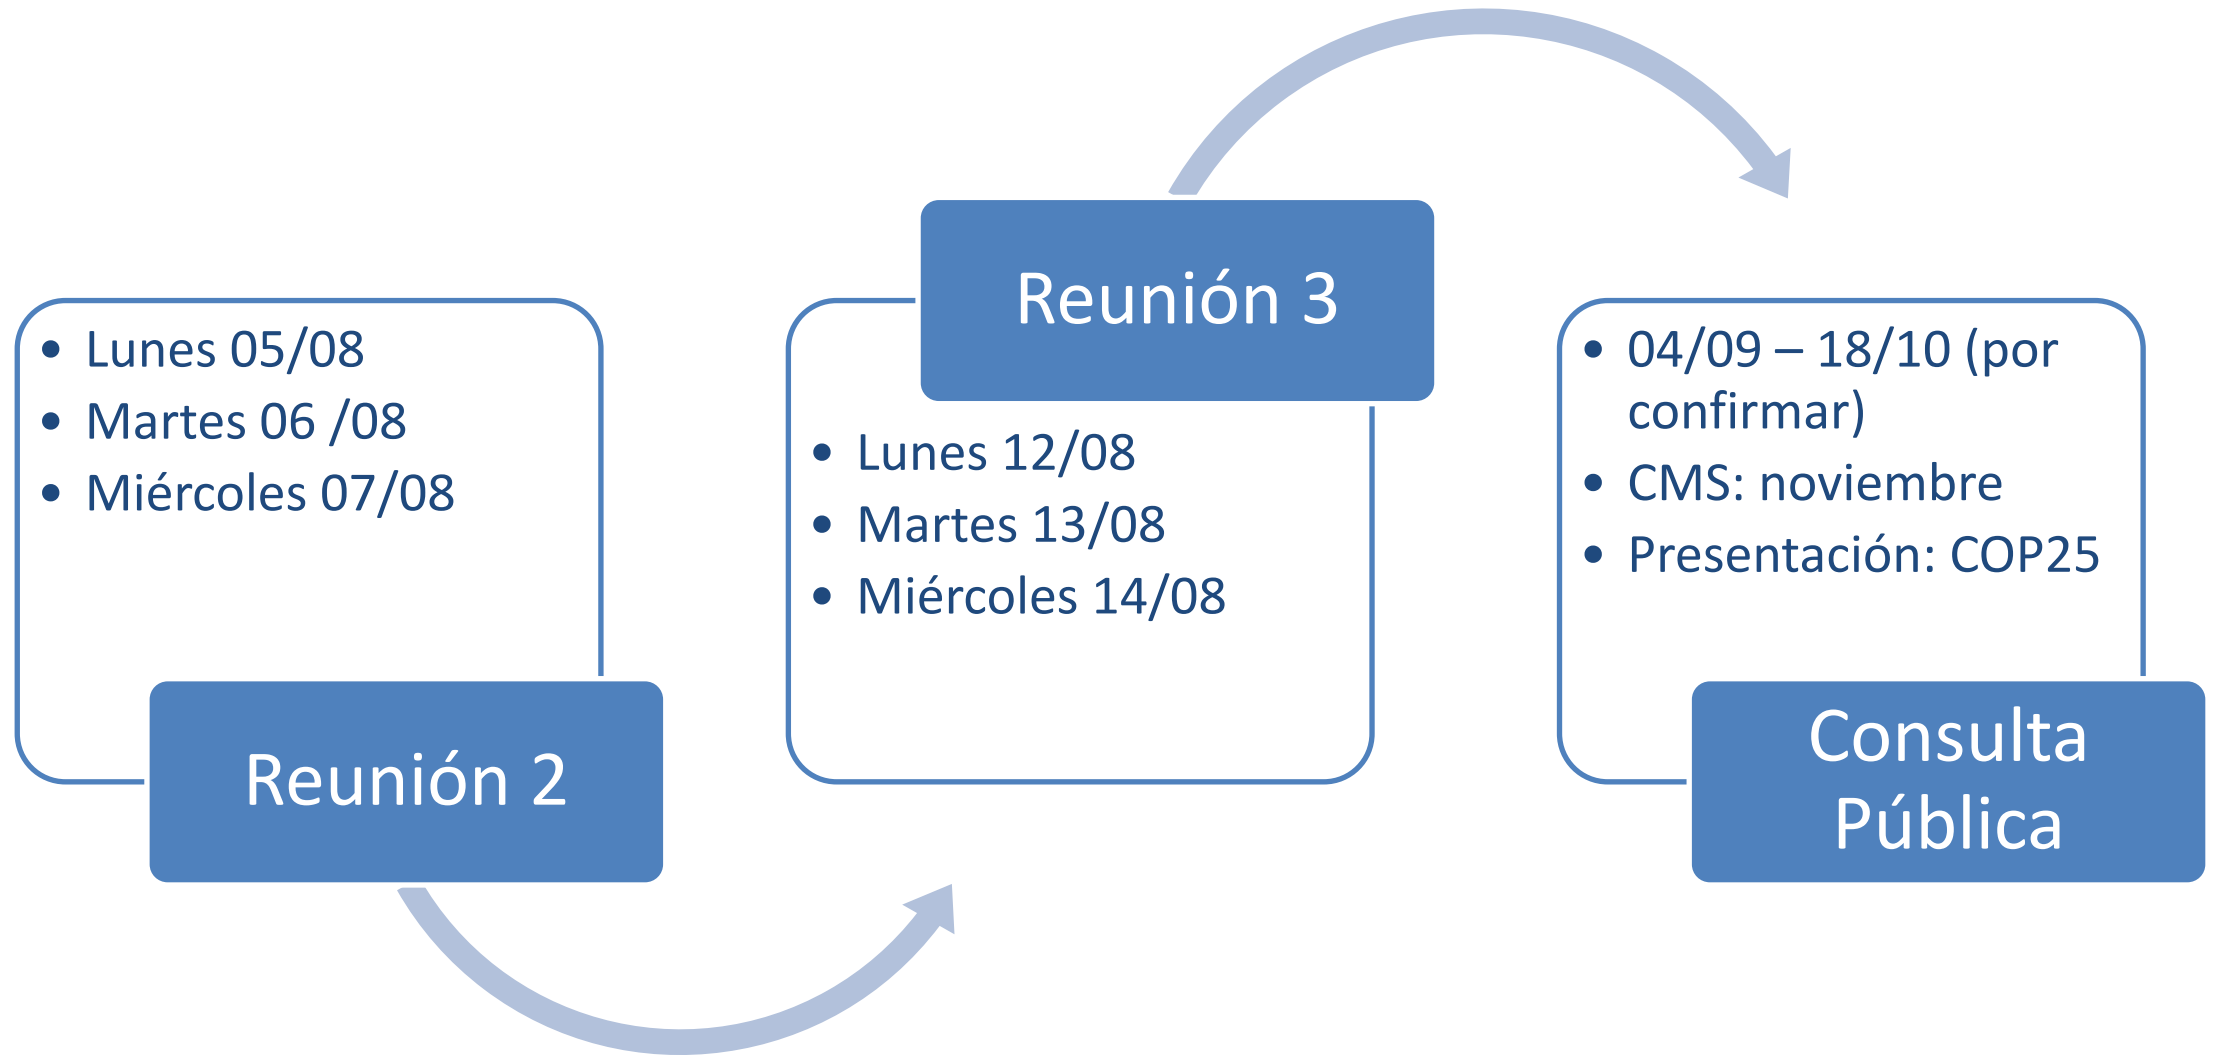 • Lunes 05/08
• Martes 06 /08
• Miércoles 07/08
Reunión 2
Reunión 3
• Lunes 12/08
• Martes 13/08
• Miércoles 14/08
• 04/09 – 18/10 (por
confirmar)
• CMS: noviembre
• Presentación: COP25
Consulta
Pública